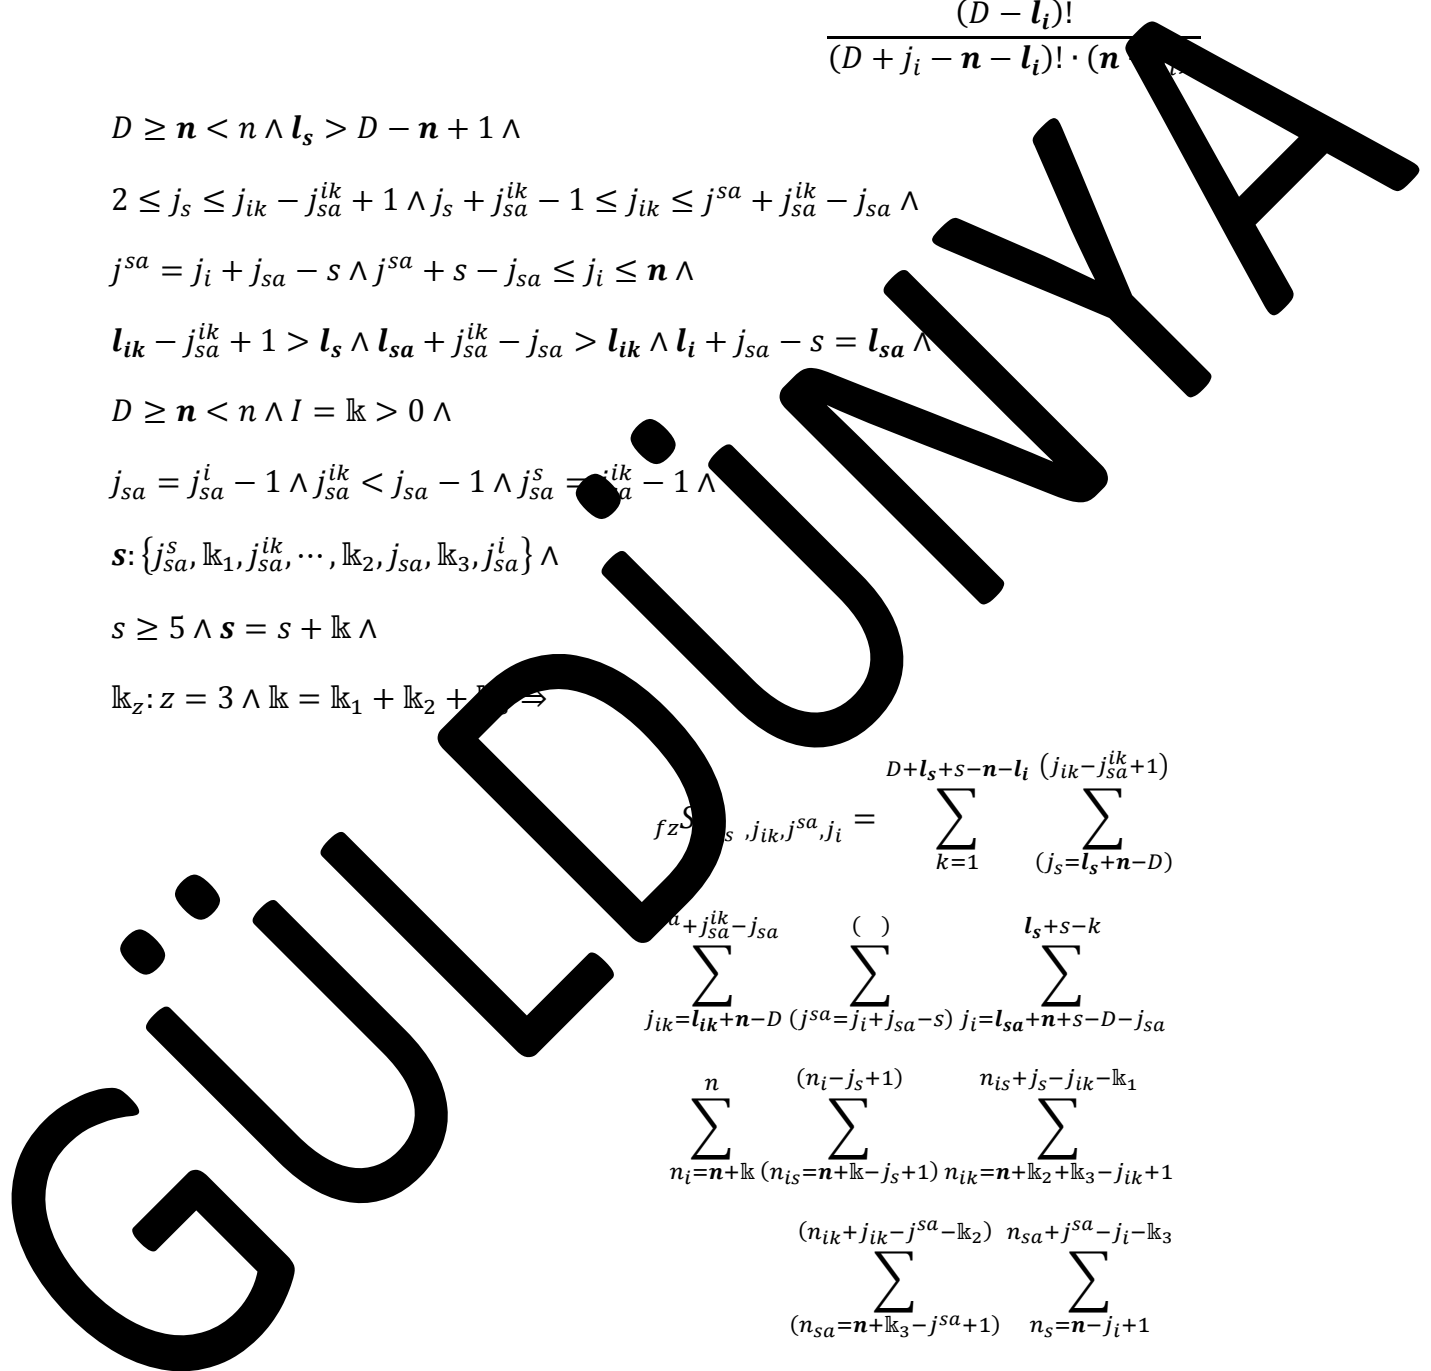 (D − l_i)!
(D + j_i − n − l_i)! · (n
D ≥ n < n ∧ l_s > D − n + 1 ∧
2 ≤ j_s ≤ j_ik − j_sa^ik + 1 ∧ j_s + j_sa^ik − 1 ≤ j_ik ≤ j^sa + j_sa^ik − j_sa ∧
j^sa = j_i + j_sa − s ∧ j^sa + s − j_sa ≤ j_i ≤ n ∧
l_ik − j_sa^ik + 1 > l_s ∧ l_sa + j_sa^ik − j_sa > l_ik ∧ l_i + j_sa − s = l_sa ∧
D ≥ n < n ∧ I = 𝕜 > 0 ∧
j_sa = j_sa^i − 1 ∧ j_sa^ik < j_sa − 1 ∧ j_sa^s = j_sa^ik − 1 ∧
s: {j_sa^s, 𝕜_1, j_sa^ik, ⋯ , 𝕜_2, j_sa, 𝕜_3, j_sa^i} ∧
s ≥ 5 ∧ s = s + 𝕜 ∧
𝕜_z: z = 3 ∧ 𝕜 = 𝕜_1 + 𝕜_2 + ⇒
D+l_s+s−n−l_i (j_ik−j_sa^ik+1)
fz S s ,j_ik,j^sa,j_i = ∑ ∑
k=1 (j_s=l_s+n−D)
+j_sa^ik−j_sa ( ) l_s+s−k
∑ ∑ ∑
j_ik=l_ik+n−D (j^sa=j_i+j_sa−s) j_i=l_sa+n+s−D−j_sa
n (n_i−j_s+1) n_is+j_s−j_ik−𝕜_1
∑ ∑ ∑
n_i=n+𝕜 (n_is=n+𝕜−j_s+1) n_ik=n+𝕜_2+𝕜_3−j_ik+1
(n_ik+j_ik−j^sa−𝕜_2) n_sa+j^sa−j_i−𝕜_3
∑ ∑
(n_sa=n+𝕜_3−j^sa+1) n_s=n−j_i+1
GÜLDÜNYA